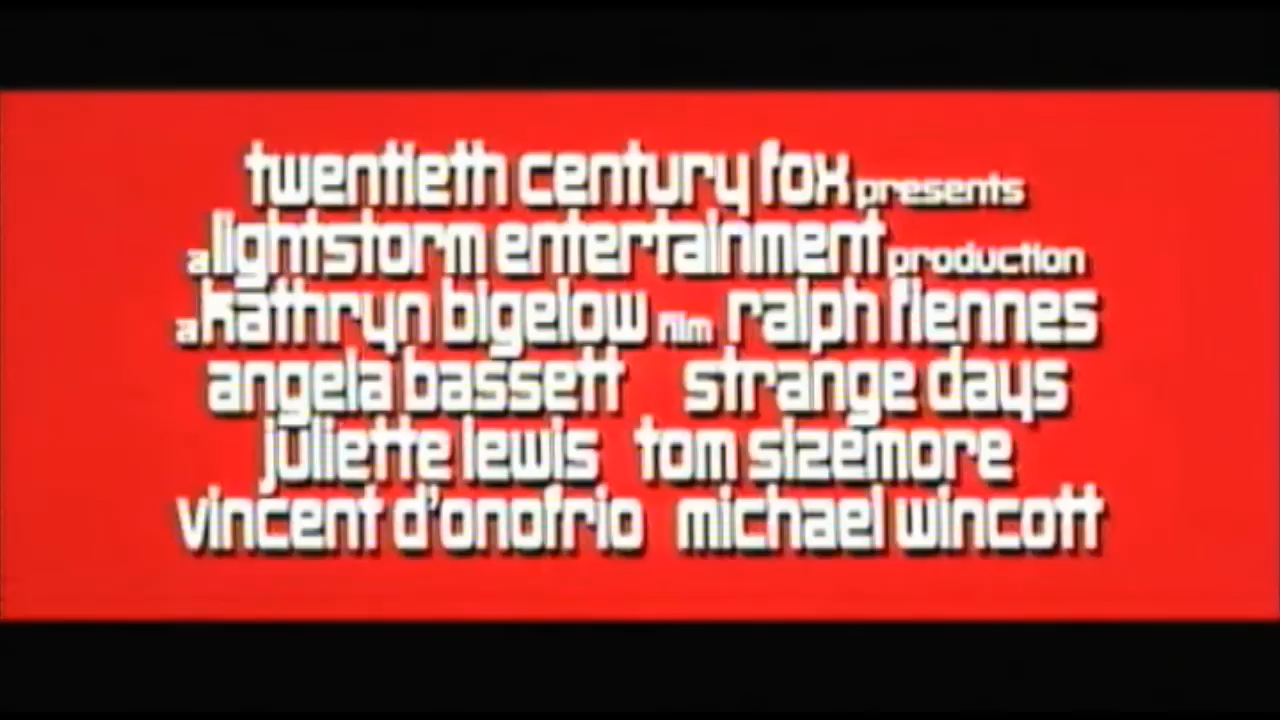 twentieth century fox presents
a lightstorm entertainment production
a kathryn bigelow film ralph fiennes
angela bassett strange days
juliette lewis tom sizemore
vincent d'onofrio michael wincott